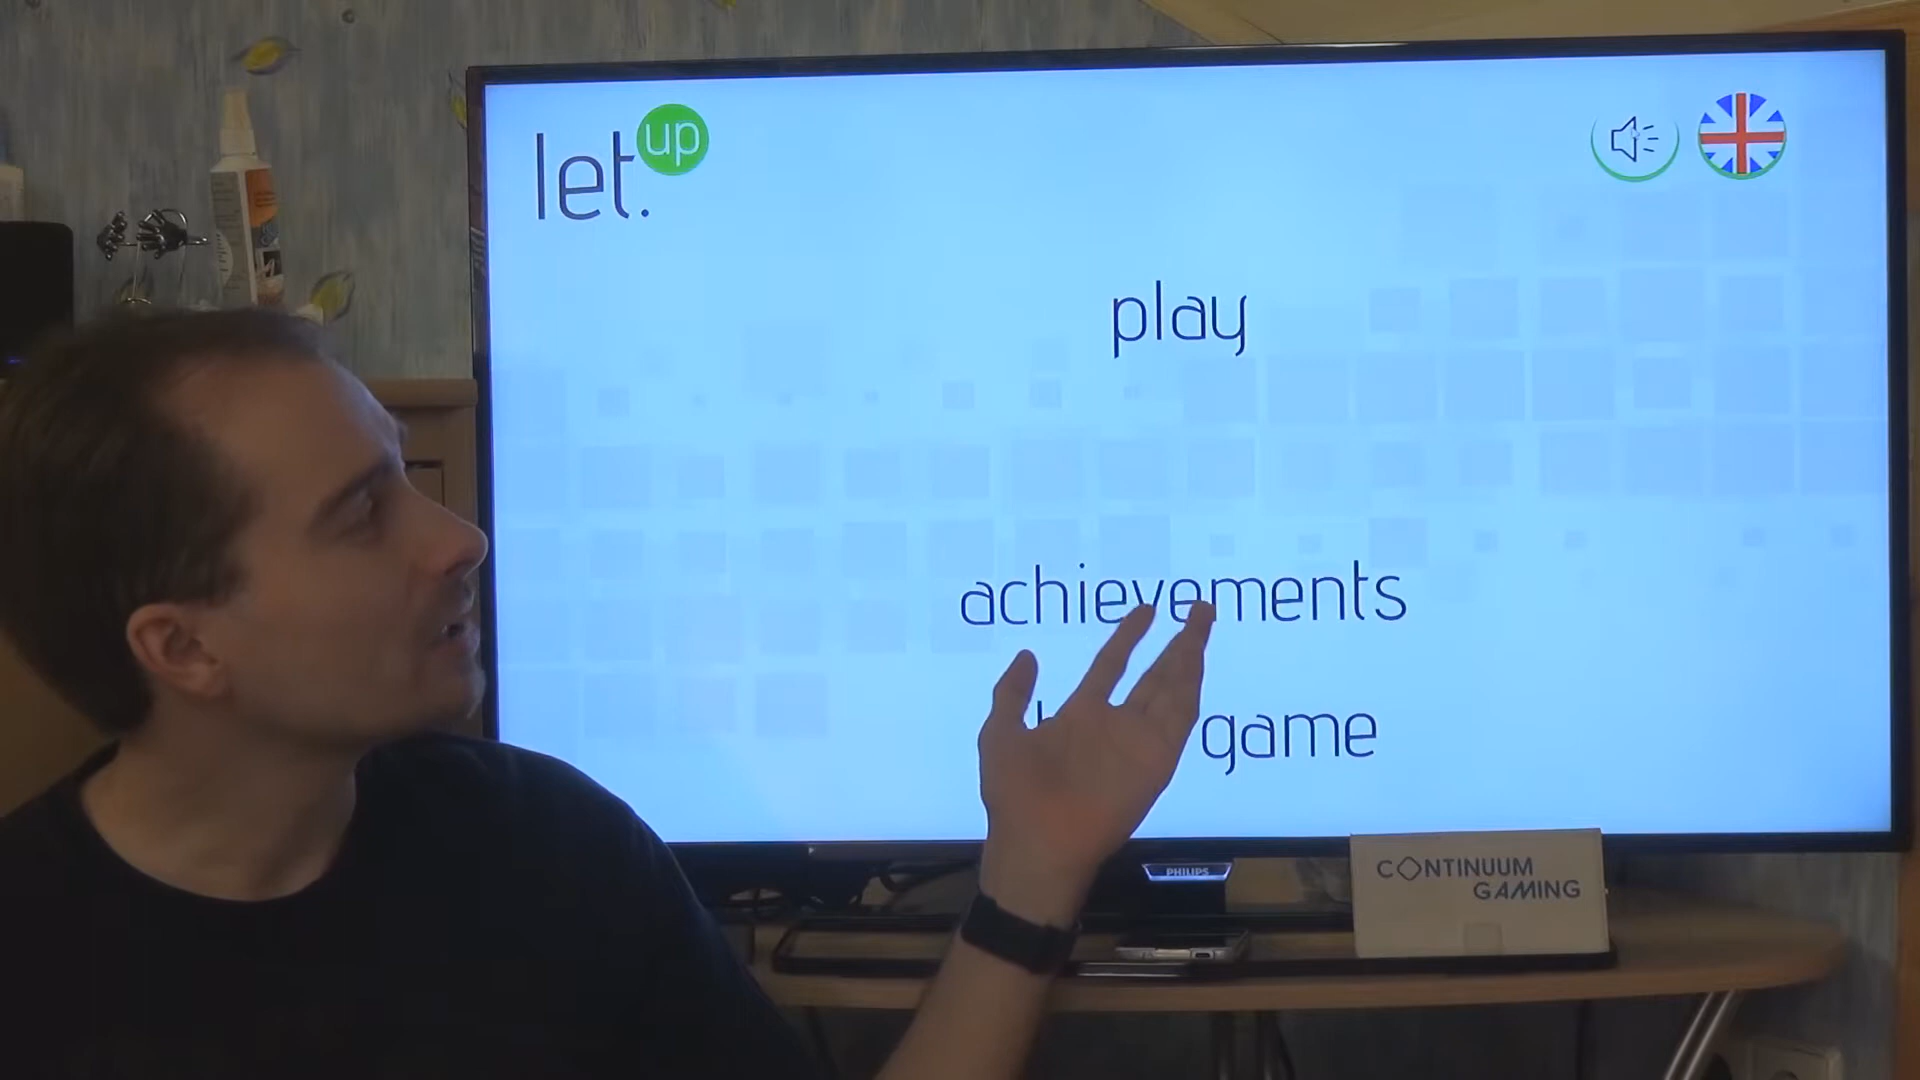 let.up
play
achievements
game
PHILIPS
CONTINUUM
GAMING